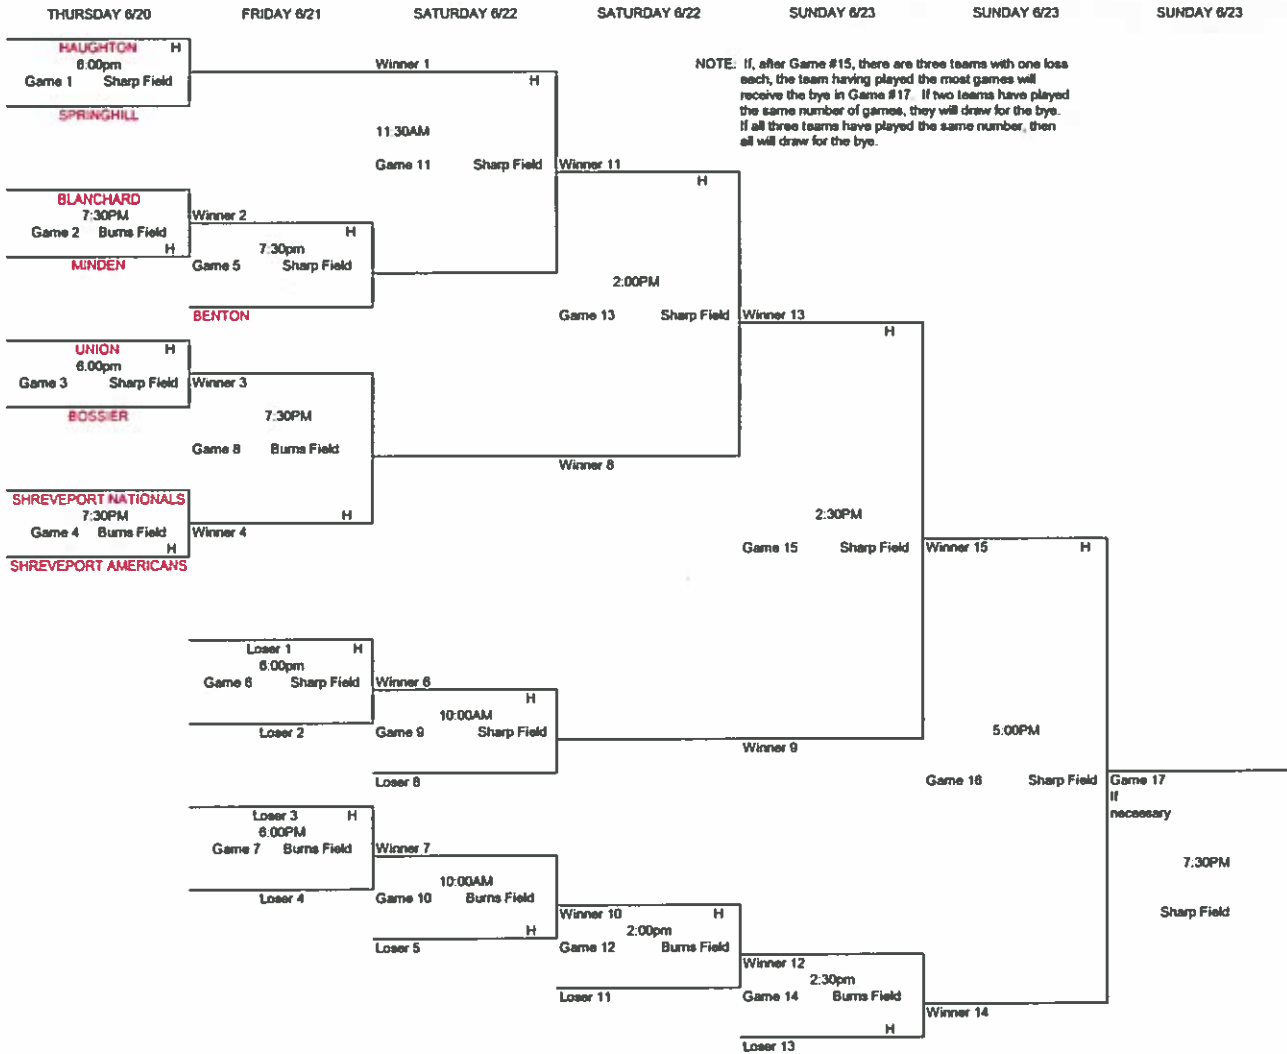 THURSDAY 6/20 FRIDAY 6/21 SATURDAY 6/22 SATURDAY 6/22 SUNDAY 6/23 SUNDAY 6/23 SUNDAY 6/23
HAUGHTON H
6:00pm
Game 1 Sharp Field
SPRINGHILL
Winner 1
H
11:30AM
Game 11 Sharp Field
NOTE: If, after Game #15, there are three teams with one loss
each, the team having played the most games will
receive the bye in Game #17. If two teams have played
the same number of games, they will draw for the bye.
If all three teams have played the same number, then
all will draw for the bye.
Winner 11
H
BLANCHARD
7:30PM
Game 2 Burns Field
H
MINDEN
Winner 2
H
7:30pm
Game 5 Sharp Field
BENTON
2:00PM
Game 13 Sharp Field
Winner 13
H
UNION H
6:00pm
Game 3 Sharp Field
BOSSIER
Winner 3
7:30PM
Game 8 Burns Field
H
Winner 4
Winner 8
SHREVEPORT NATIONALS
7:30PM
Game 4 Burns Field
H
SHREVEPORT AMERICANS
2:30PM
Game 15 Sharp Field
Winner 15 H
Loser 1 H
6:00pm
Game 6 Sharp Field
Loser 2
Winner 6
H
10:00AM
Game 9 Sharp Field
Loser 8
Winner 9
5:00PM
Game 16 Sharp Field
Game 17
If
necessary
7:30PM
Sharp Field
Loser 3 H
6:00PM
Game 7 Burns Field
Loser 4
Winner 7
10:00AM
Game 10 Burns Field
H
Loser 5
Winner 10 H
2:00pm
Game 12 Burns Field
Loser 11
Winner 12
2:30pm
Game 14 Burns Field
H
Loser 13
Winner 14